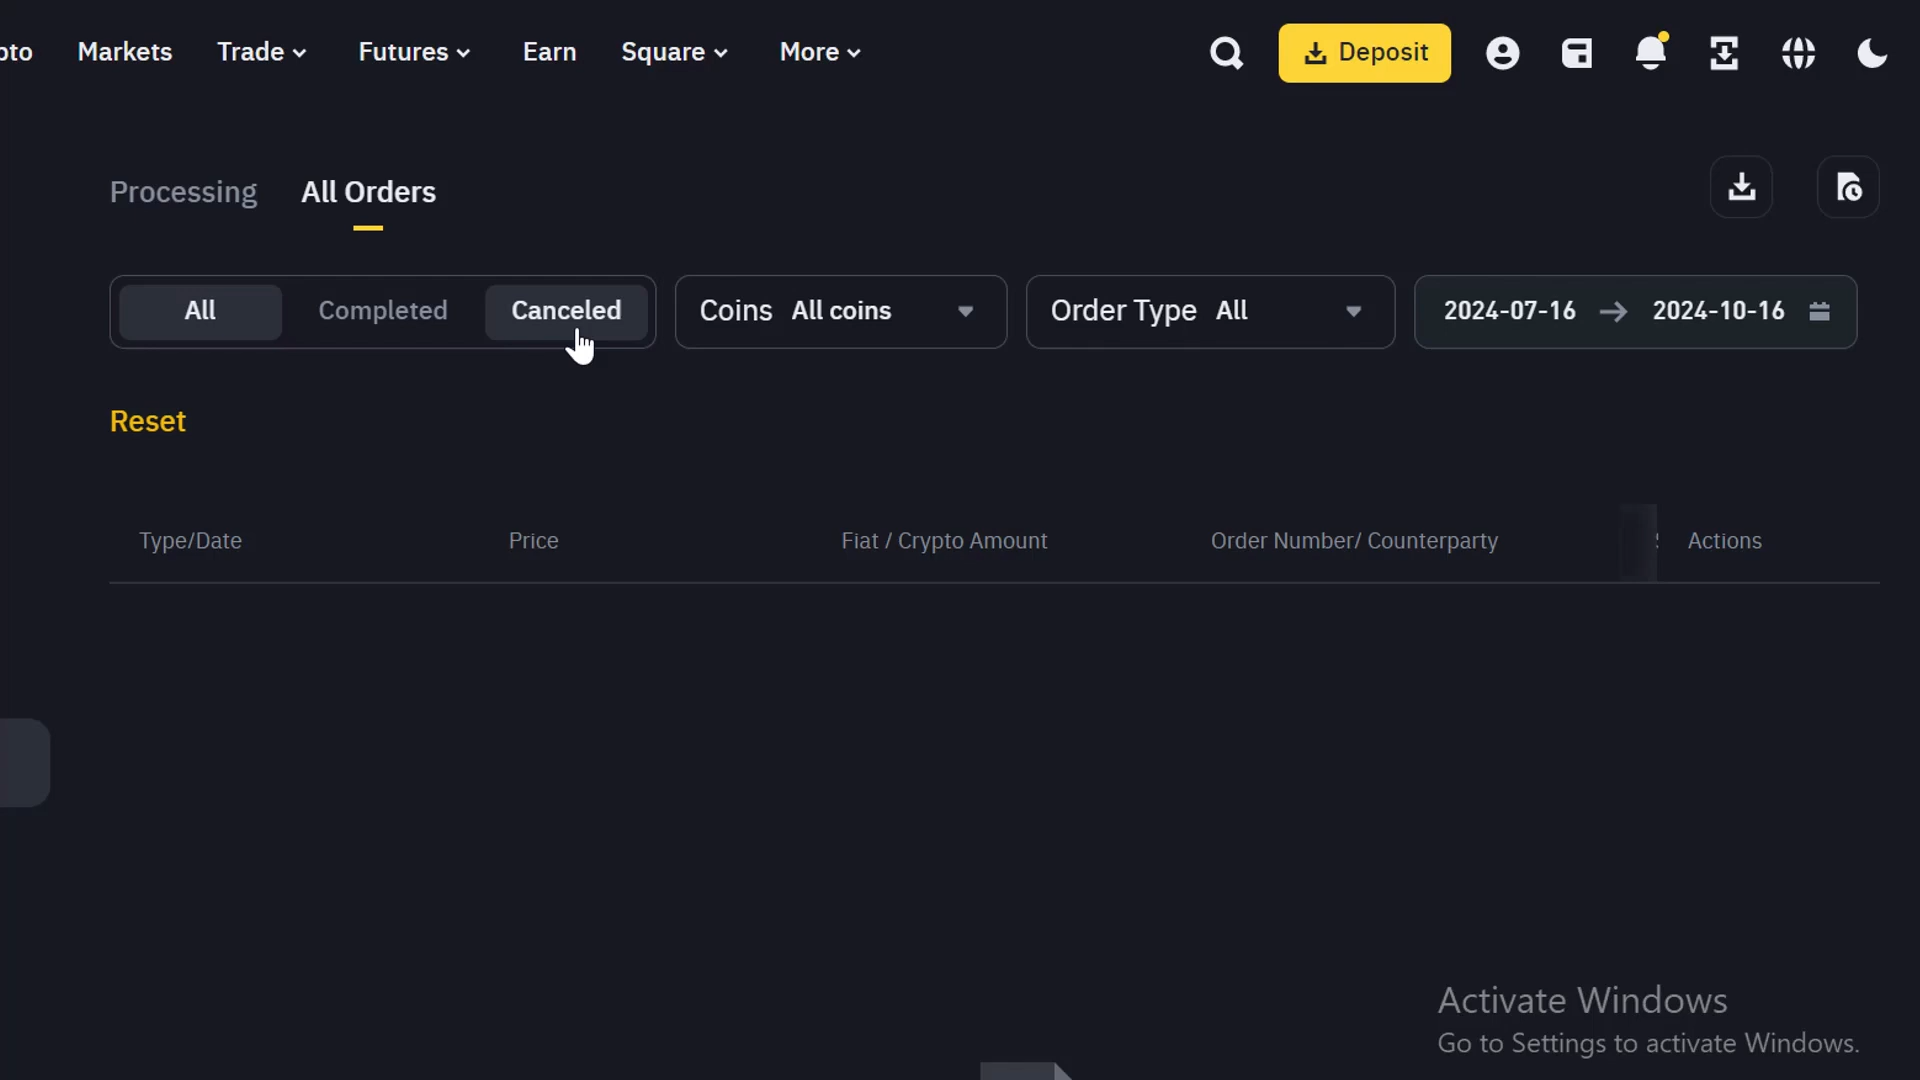 Markets Trade Futures Earn Square More Deposit
Processing All Orders
All Completed Canceled Coins All coins Order Type All 2024-07-16 → 2024-10-16
Reset
Type/Date Price Fiat / Crypto Amount Order Number/ Counterparty Actions
Activate Windows
Go to Settings to activate Windows.